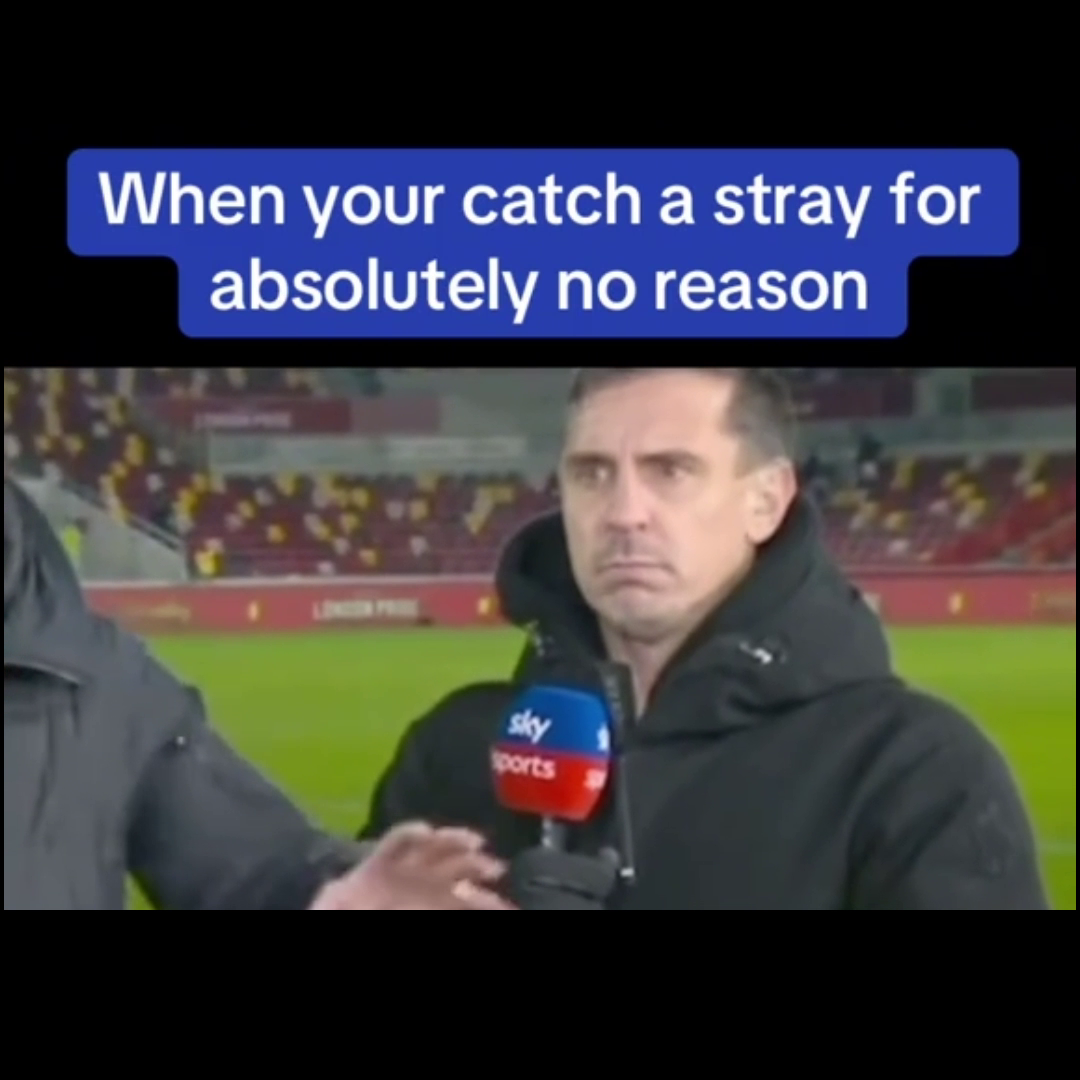 When your catch a stray for
absolutely no reason
LONDON PRIDE
sky
sports